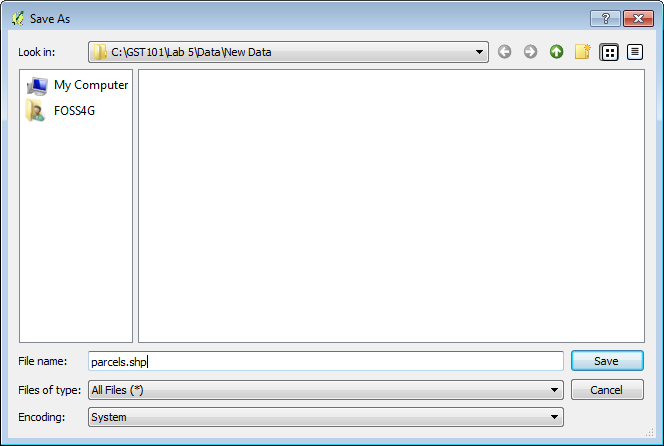 Save As
Look in: C:\GST101\Lab 5\Data\New Data
My Computer
FOSS4G
File name: parcels.shp Save
Files of type: All Files (*) Cancel
Encoding: System